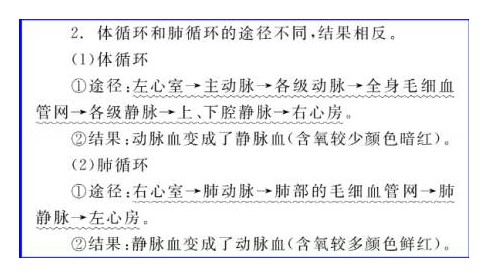 2. 体循环和肺循环的途径不同,结果相反。
(1)体循环
①途径:左心室→主动脉→各级动脉→全身毛细血
管网→各级静脉→上、下腔静脉→右心房。
②结果:动脉血变成了静脉血(含氧较少颜色暗红)。
(2)肺循环
①途径:右心室→肺动脉→肺部的毛细血管网→肺
静脉→左心房。
②结果:静脉血变成了动脉血(含氧较多颜色鲜红)。